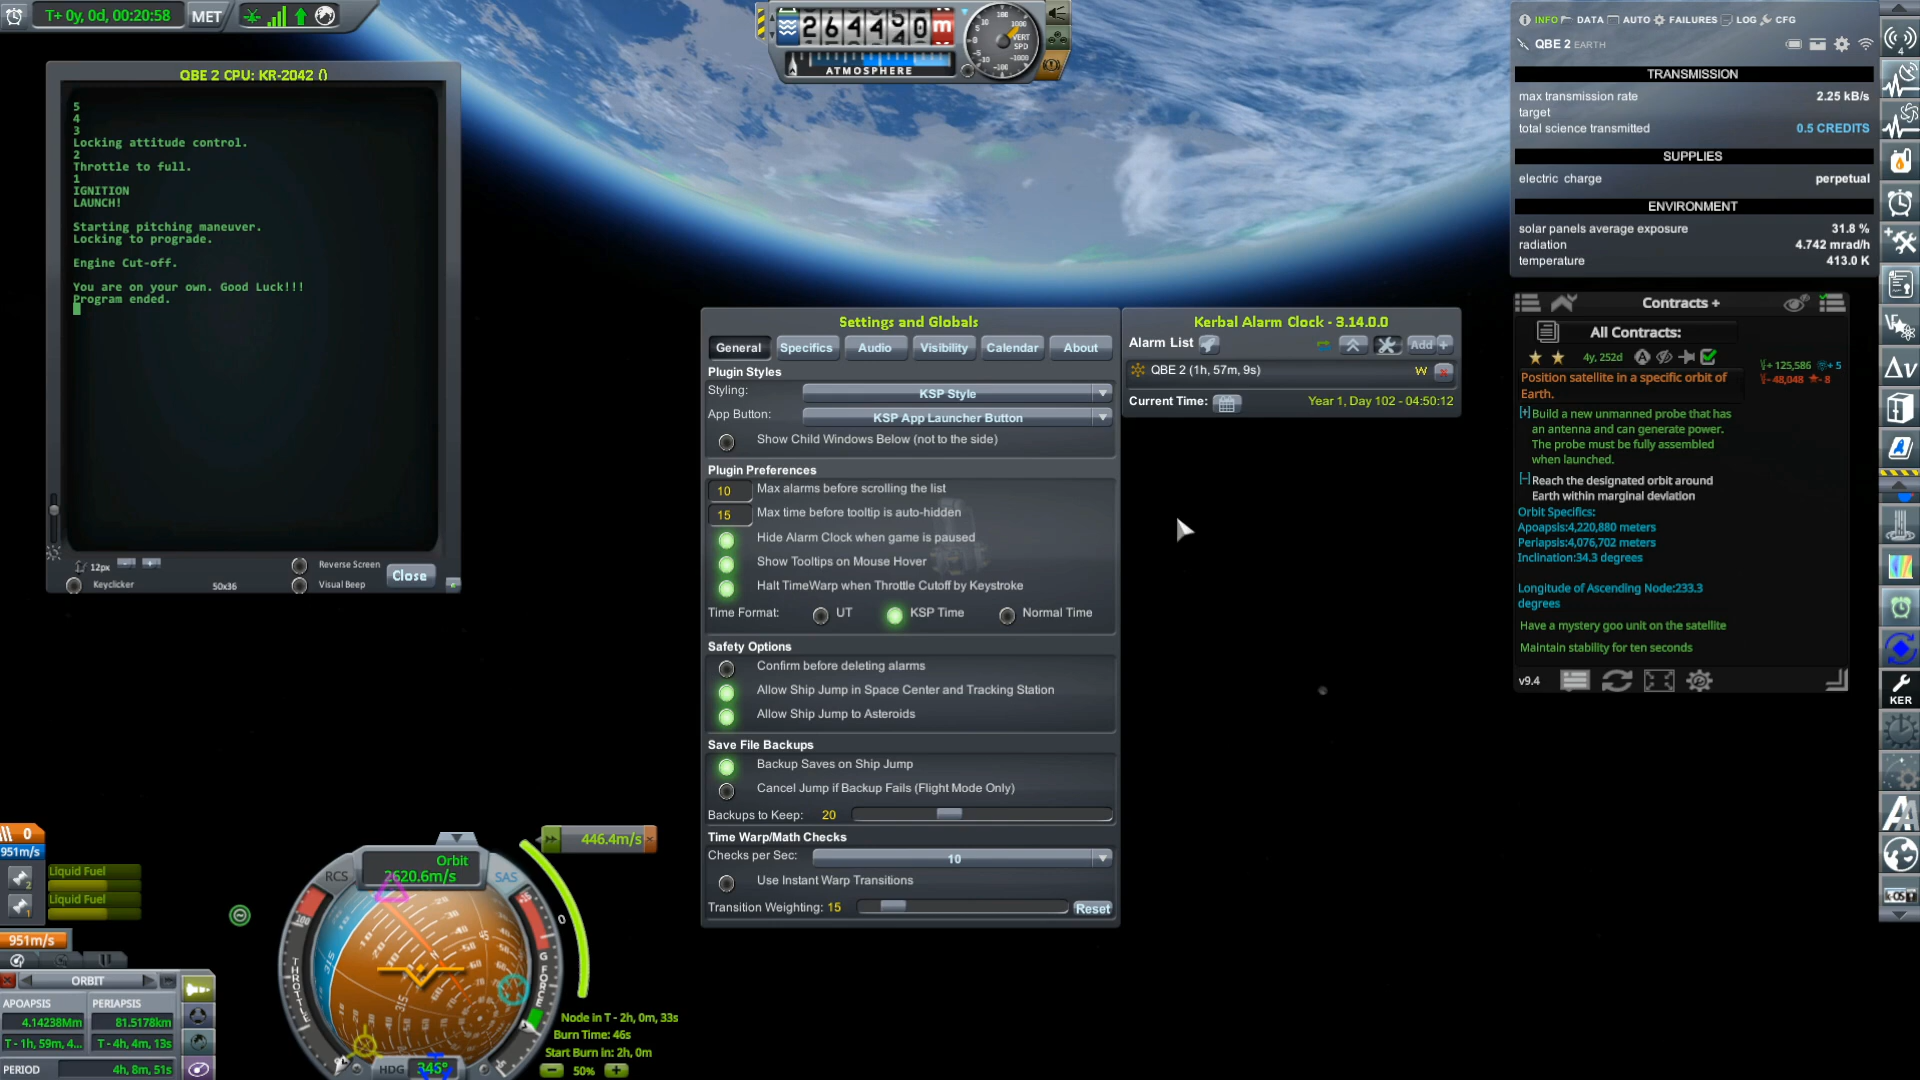 T+ 0y, 0d, 00:20:58
MET
264480m
VERT SPD
ATMOSPHERE
QBE 2 CPU: KR-2042 ()
5
4
3
Locking attitude control.
2
Throttle to full.
1
IGNITION
LAUNCH!
Starting pitching maneuver.
Locking to prograde.
Engine Cut-off.
You are on your own. Good Luck!!!
Program ended.
12px
Reverse Screen
Keyclicker
50x36
Visual Beep
Close
INFO DATA AUTO FAILURES LOG CFG
QBE 2 EARTH
TRANSMISSION
max transmission rate 2.25 kB/s
target
total science transmitted 0.5 CREDITS
SUPPLIES
electric charge perpetual
ENVIRONMENT
solar panels average exposure 31.8 %
radiation 4.742 mrad/h
temperature 413.0 K
Contracts +
All Contracts:
4y, 252d
+ 125,586 + 5
- 48,048 - 8
Position satellite in a specific orbit of
Earth.
[+]Build a new unmanned probe that has
an antenna and can generate power.
The probe must be fully assembled
when launched.
[-]Reach the designated orbit around
Earth within marginal deviation
Orbit Specifics:
Apoapsis:4,220,880 meters
Periapsis:4,076,702 meters
Inclination:34.3 degrees
Longitude of Ascending Node:233.3
degrees
Have a mystery goo unit on the satellite
Maintain stability for ten seconds
v9.4
Settings and Globals
General Specifics Audio Visibility Calendar About
Plugin Styles
Styling: KSP Style
App Button: KSP App Launcher Button
Show Child Windows Below (not to the side)
Plugin Preferences
10 Max alarms before scrolling the list
15 Max time before tooltip is auto-hidden
Hide Alarm Clock when game is paused
Show Tooltips on Mouse Hover
Halt TimeWarp when Throttle Cutoff by Keystroke
Time Format: UT KSP Time Normal Time
Safety Options
Confirm before deleting alarms
Allow Ship Jump in Space Center and Tracking Station
Allow Ship Jump to Asteroids
Save File Backups
Backup Saves on Ship Jump
Cancel Jump if Backup Fails (Flight Mode Only)
Backups to Keep: 20
Time Warp/Math Checks
Checks per Sec: 10
Use Instant Warp Transitions
Transition Weighting: 15 Reset
Kerbal Alarm Clock - 3.14.0.0
Alarm List Add +
QBE 2 (1h, 57m, 9s) W
Current Time: Year 1, Day 102 - 04:50:12
4
Δv
KER
kOS
0
951m/s
Liquid Fuel
2
Liquid Fuel
1
951m/s
ORBIT
APOAPSIS PERIAPSIS
4.14238Mm 81.5178km
T - 1h, 59m, 4... T - 4h, 4m, 13s
PERIOD 4h, 8m, 51s
RCS
Orbit
2620.6m/s
SAS
THROTTLE
G FORCE
HDG 346°
446.4m/s
0
Node in T - 2h, 0m, 33s
Burn Time: 46s
Start Burn in: 2h, 0m
50%